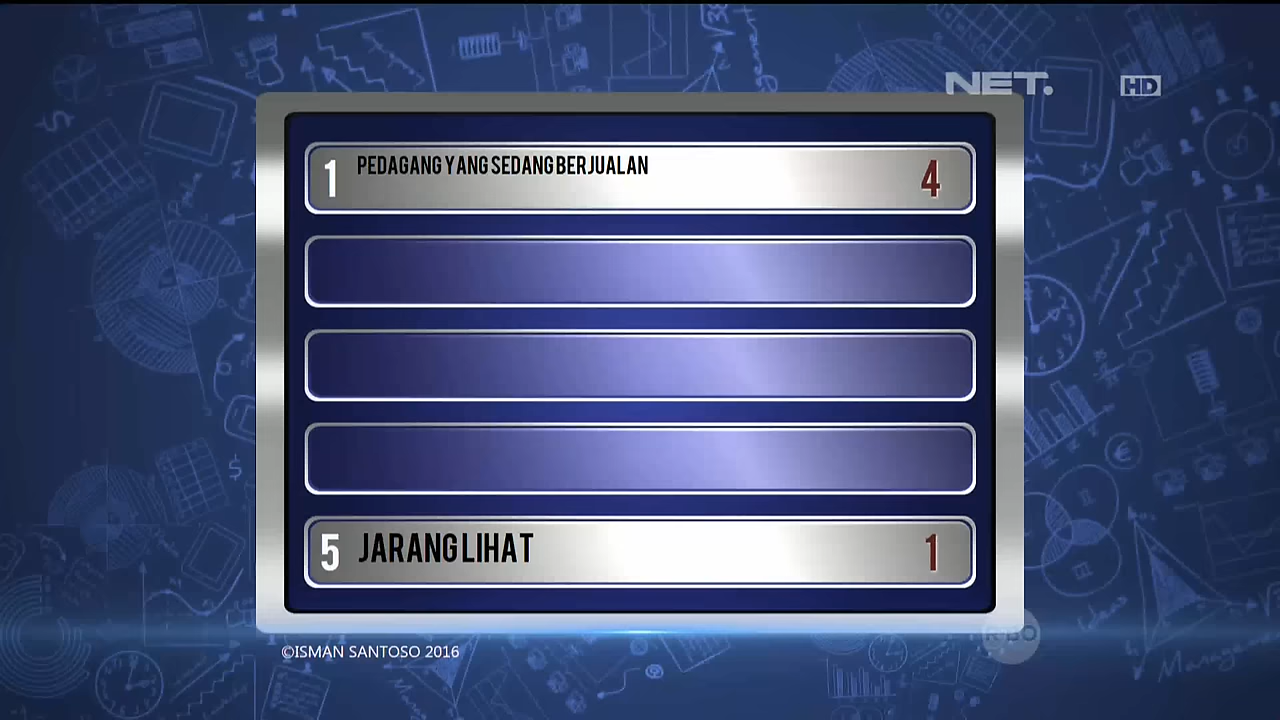 NET. HD
1 PEDAGANG YANG SEDANG BERJUALAN 4
5 JARANG LIHAT 1
©ISMAN SANTOSO 2016